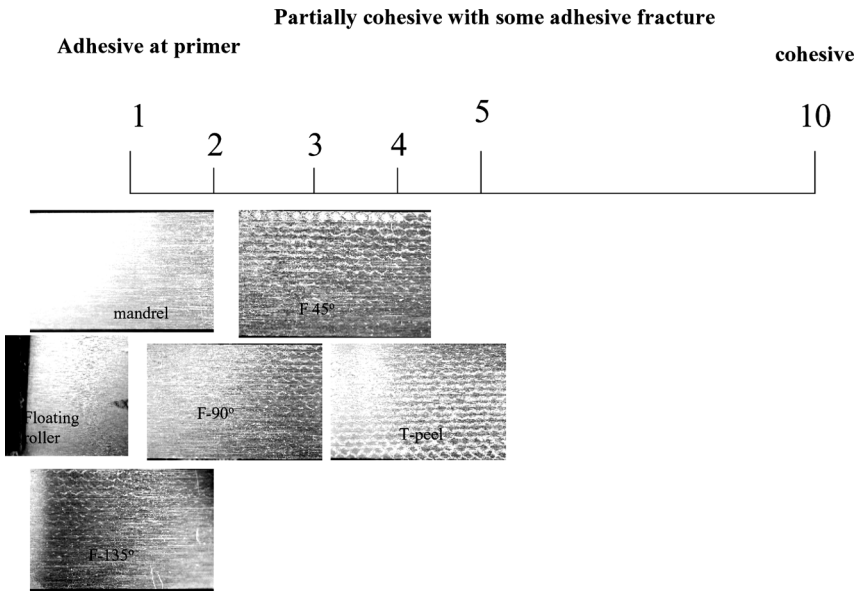 Partially cohesive with some adhesive fracture
Adhesive at primer
cohesive
1
2
3
4
5
10
mandrel
F 45º
Floating
roller
F-90º
T-peel
F-135º